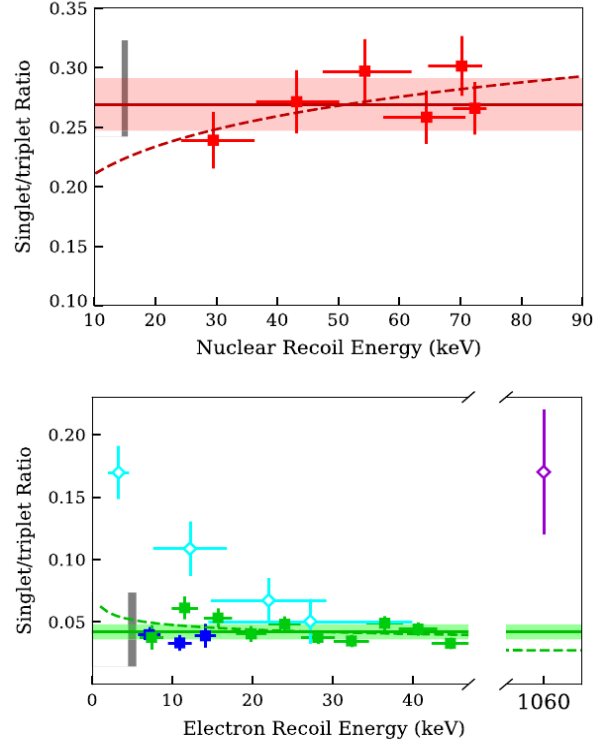 0.35
0.30
0.25
0.20
0.15
0.10
Singlet/triplet Ratio
10 20 30 40 50 60 70 80 90
Nuclear Recoil Energy (keV)
0.20
0.15
0.10
0.05
Singlet/triplet Ratio
0 10 20 30 40 1060
Electron Recoil Energy (keV)